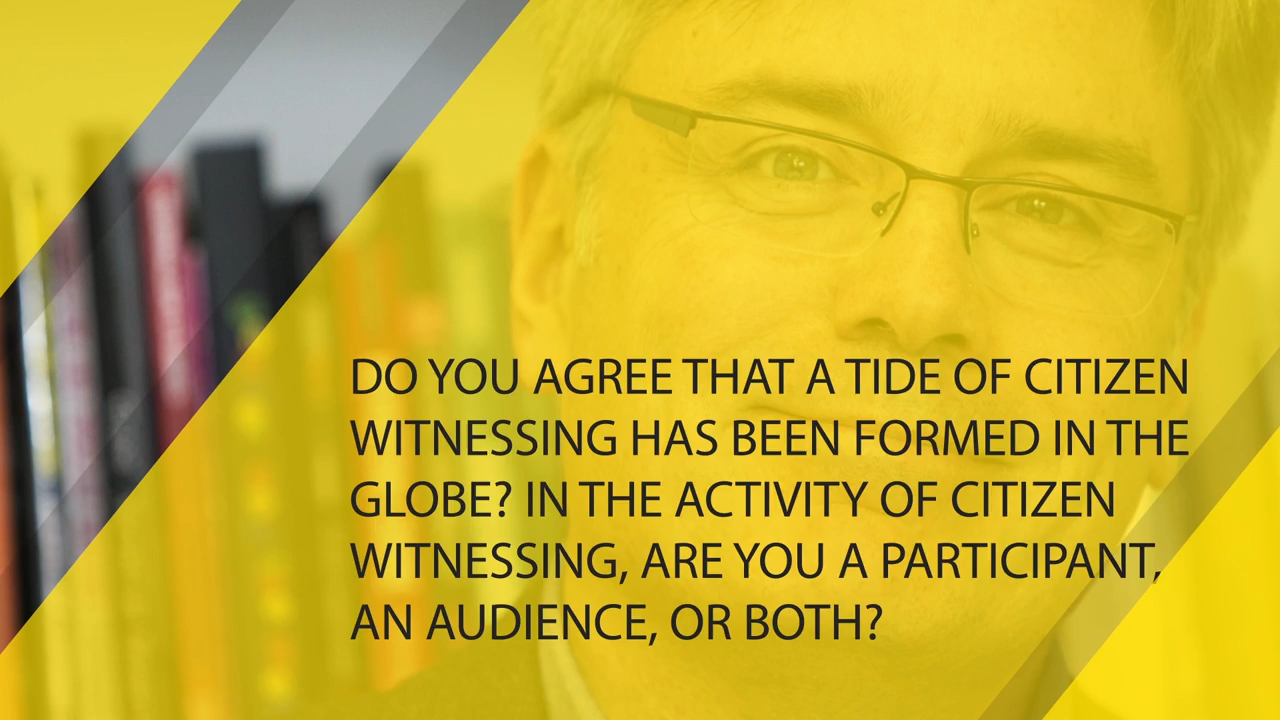 DO YOU AGREE THAT A TIDE OF CITIZEN
WITNESSING HAS BEEN FORMED IN THE
GLOBE? IN THE ACTIVITY OF CITIZEN
WITNESSING, ARE YOU A PARTICIPANT,
AN AUDIENCE, OR BOTH?